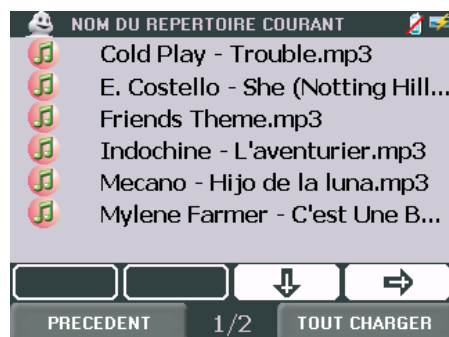 NOM DU REPERTOIRE COURANT
Cold Play - Trouble.mp3
E. Costello - She (Notting Hill...
Friends Theme.mp3
Indochine - L'aventurier.mp3
Mecano - Hijo de la luna.mp3
Mylene Farmer - C'est Une B...
PRECEDENT 1/2 TOUT CHARGER